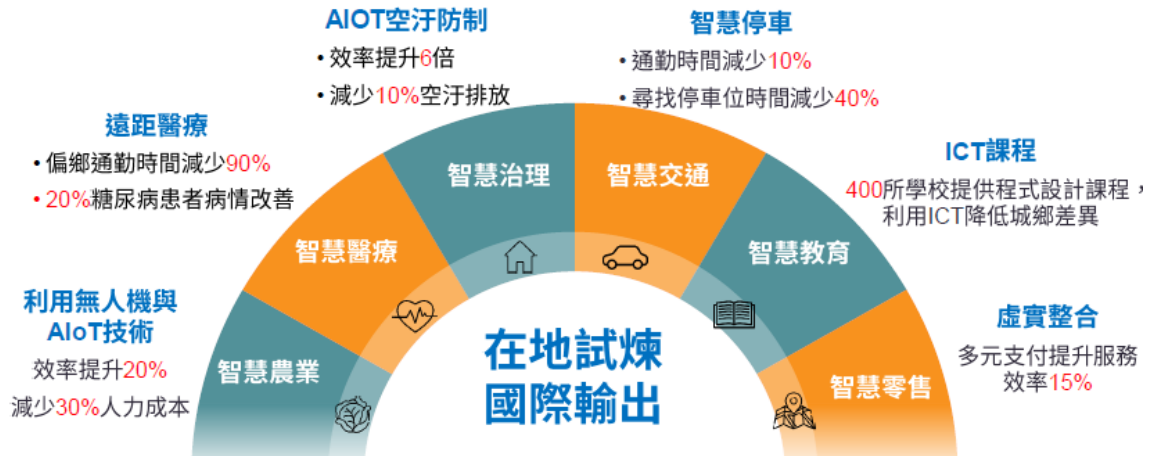 AIOT空汙防制
• 效率提升6倍
• 減少10%空汙排放
智慧停車
• 通勤時間減少10%
• 尋找停車位時間減少40%
遠距醫療
• 偏鄉通勤時間減少90%
• 20%糖尿病患者病情改善
ICT課程
400所學校提供程式設計課程，
利用ICT降低城鄉差異
利用無人機與
AIoT技術
效率提升20%
減少30%人力成本
虛實整合
多元支付提升服務
效率15%
智慧農業
智慧醫療
智慧治理
智慧交通
智慧教育
智慧零售
在地試煉
國際輸出